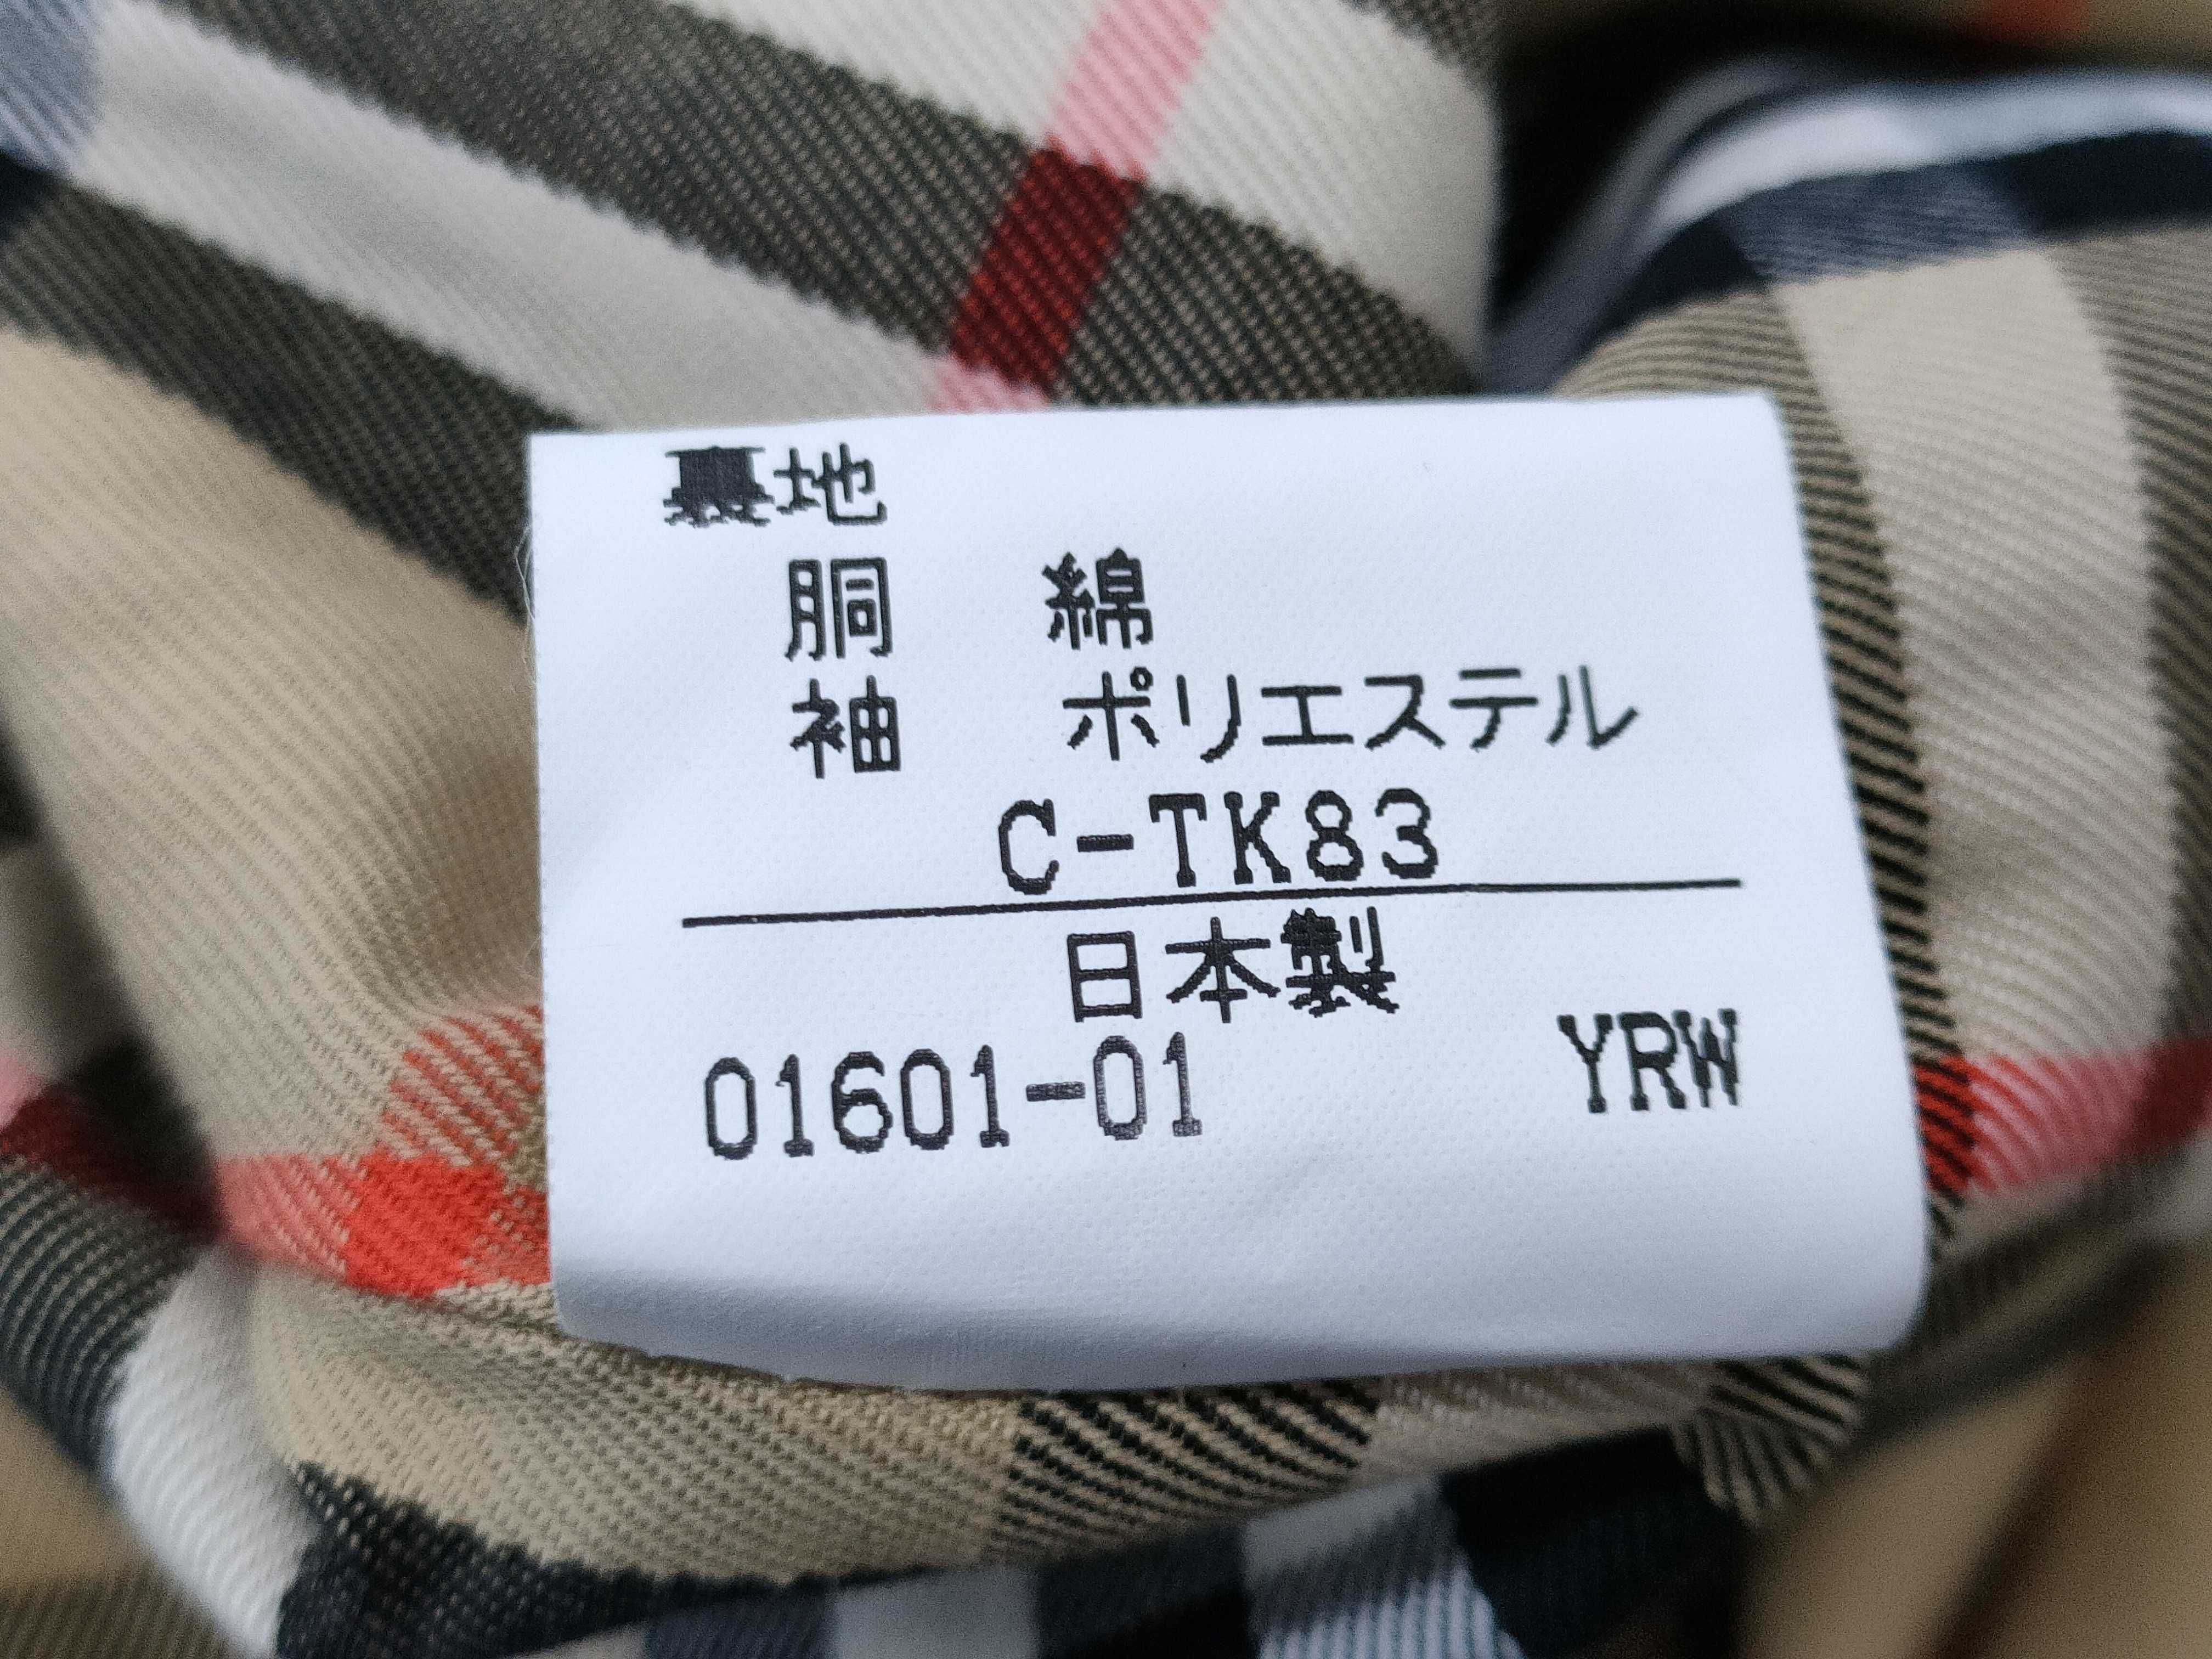 裏地
胴 綿
袖 ポリエステル
C-TK83
日本製
01601-01 YRW